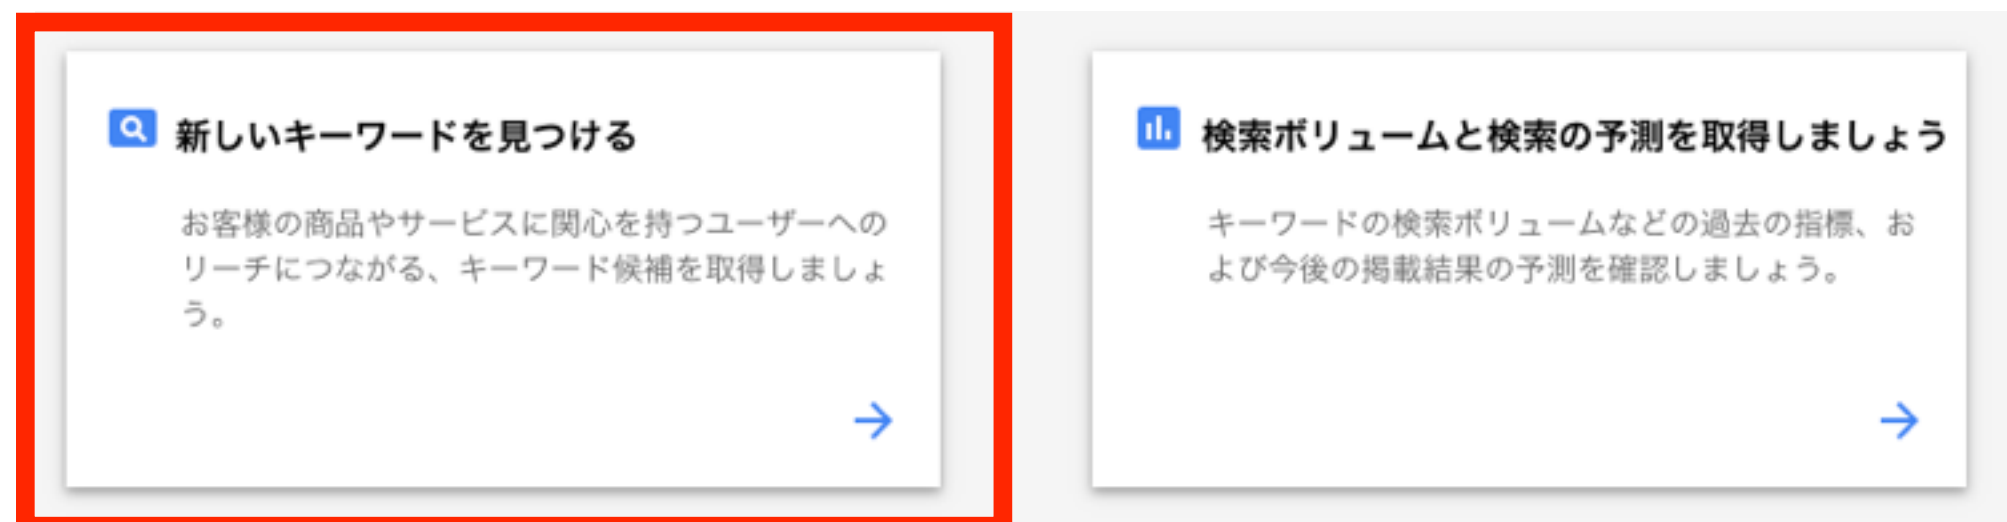 新しいキーワードを見つける
お客様の商品やサービスに関心を持つユーザーへの
リーチにつながる、キーワード候補を取得しましょ
う。
検索ボリュームと検索の予測を取得しましょう
キーワードの検索ボリュームなどの過去の指標、お
よび今後の掲載結果の予測を確認しましょう。